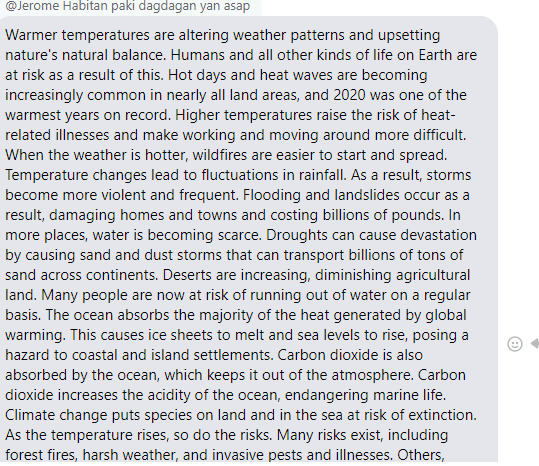 @Jerome Habitan paki dagdagan yan asap
Warmer temperatures are altering weather patterns and upsetting
nature's natural balance. Humans and all other kinds of life on Earth are
at risk as a result of this. Hot days and heat waves are becoming
increasingly common in nearly all land areas, and 2020 was one of the
warmest years on record. Higher temperatures raise the risk of heat-
related illnesses and make working and moving around more difficult.
When the weather is hotter, wildfires are easier to start and spread.
Temperature changes lead to fluctuations in rainfall. As a result, storms
become more violent and frequent. Flooding and landslides occur as a
result, damaging homes and towns and costing billions of pounds. In
more places, water is becoming scarce. Droughts can cause devastation
by causing sand and dust storms that can transport billions of tons of
sand across continents. Deserts are increasing, diminishing agricultural
land. Many people are now at risk of running out of water on a regular
basis. The ocean absorbs the majority of the heat generated by global
warming. This causes ice sheets to melt and sea levels to rise, posing a
hazard to coastal and island settlements. Carbon dioxide is also
absorbed by the ocean, which keeps it out of the atmosphere. Carbon
dioxide increases the acidity of the ocean, endangering marine life.
Climate change puts species on land and in the sea at risk of extinction.
As the temperature rises, so do the risks. Many risks exist, including
forest fires, harsh weather, and invasive pests and illnesses. Others,